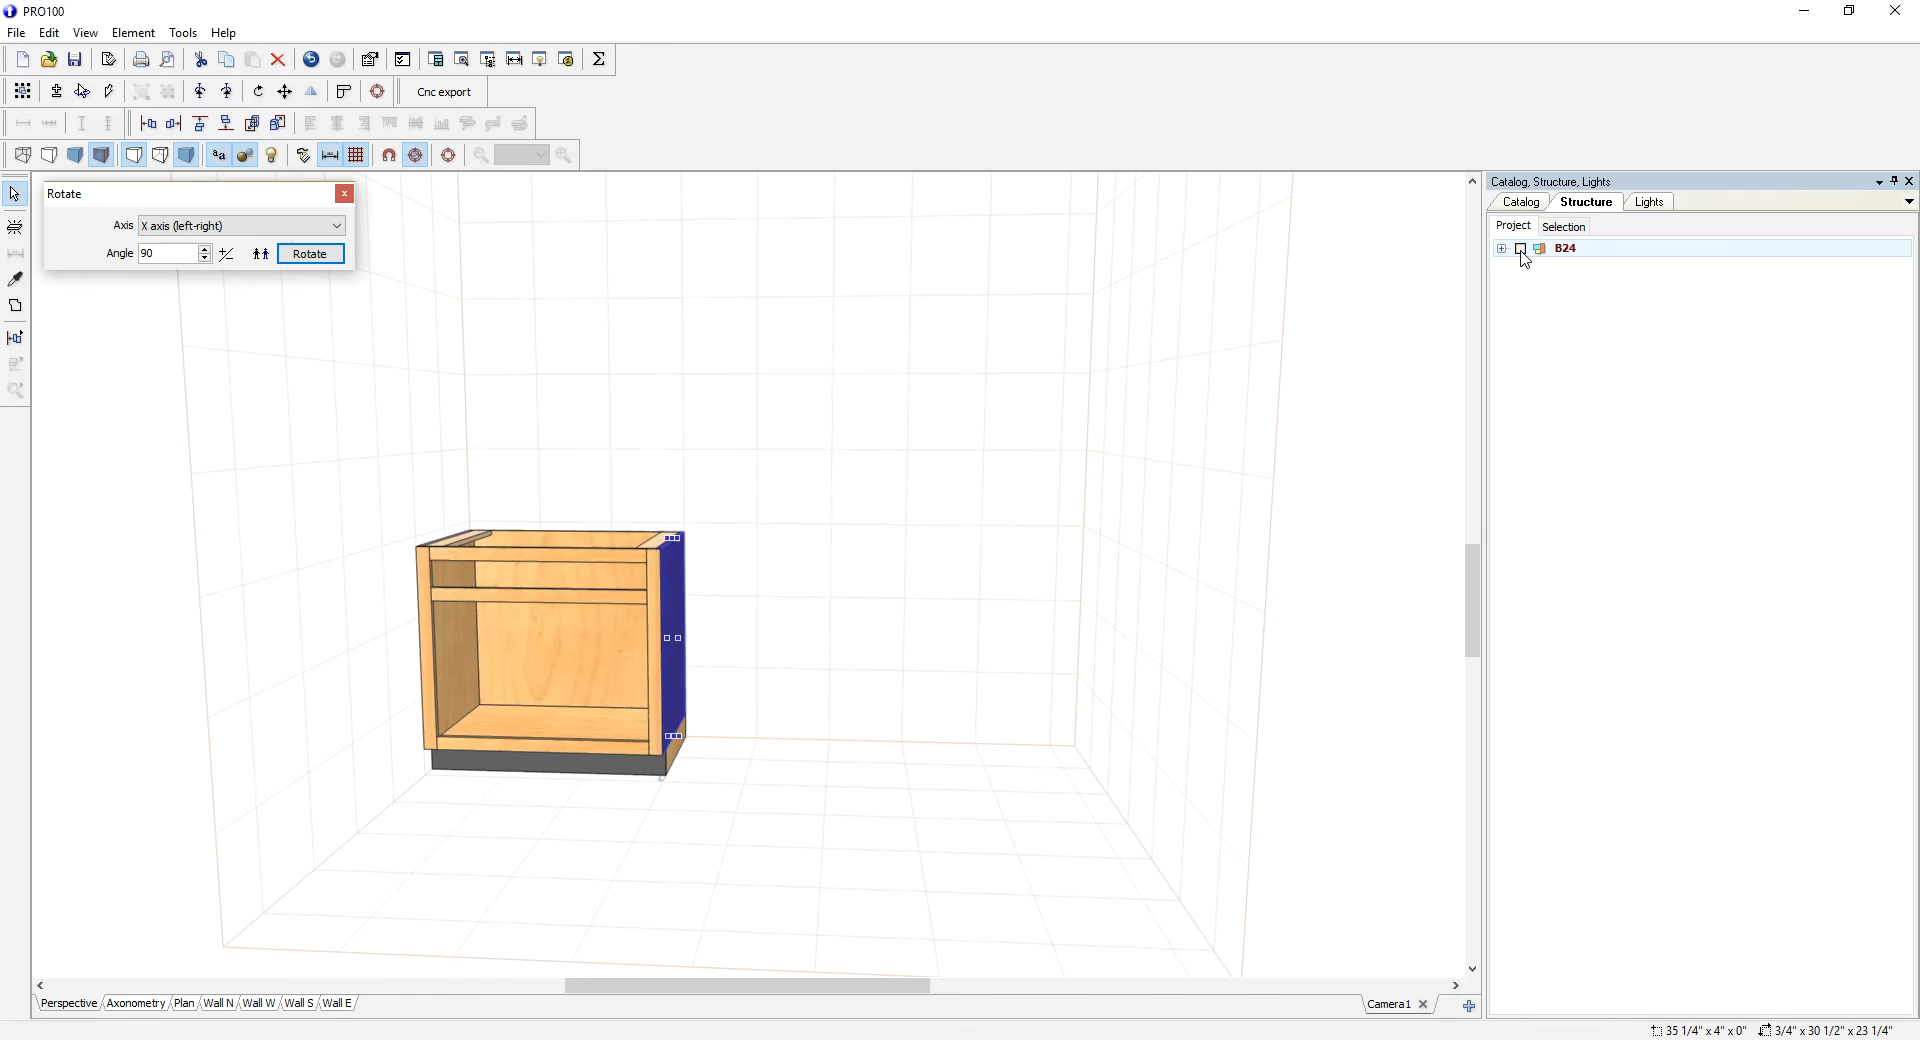 PRO100
File Edit View Element Tools Help
Cnc export
aa
Rotate
Axis X axis (left-right)
Angle 90 Rotate
Catalog, Structure, Lights
Catalog Structure Lights
Project Selection
B24
Perspective Axonometry Plan Wall N Wall W Wall S Wall E
Camera1
35 1/4" x 4" x 0" 3/4" x 30 1/2" x 23 1/4"